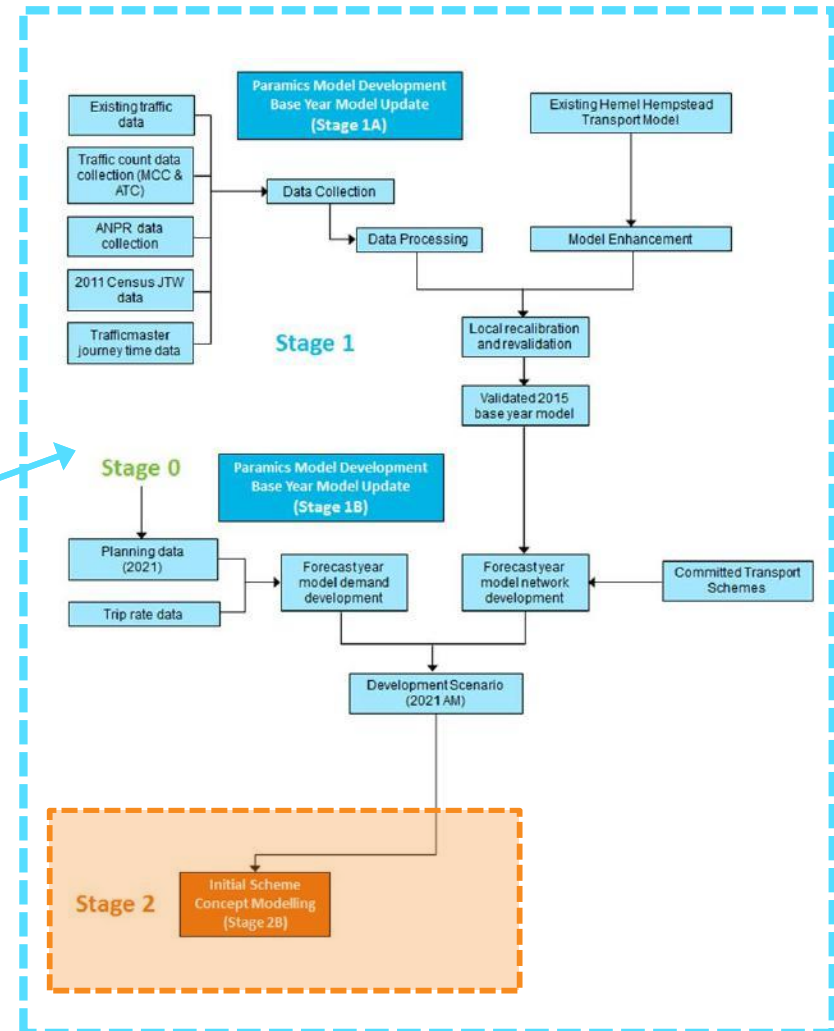 Paramics Model Development
Base Year Model Update
(Stage 1A)
Existing traffic
data
Traffic count data
collection (MCC &
ATC)
ANPR data
collection
2011 Census JTW
data
Trafficmaster
journey time data
Data Collection
Data Processing
Existing Hemel Hempstead
Transport Model
Model Enhancement
Stage 1
Local recalibration
and revalidation
Validated 2015
base year model
Stage 0
Paramics Model Development
Base Year Model Update
(Stage 1B)
Planning data
(2021)
Trip rate data
Forecast year
model demand
development
Forecast year
model network
development
Committed Transport
Schemes
Development Scenario
(2021 AM)
Stage 2
Initial Scheme
Concept Modelling
(Stage 2B)